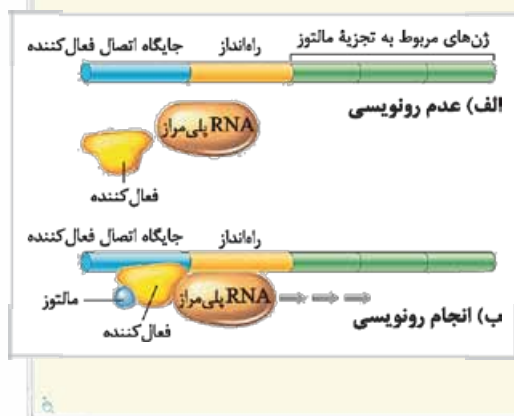 ژن‌های مربوط به تجزیهٔ مالتوز
راه‌انداز
جایگاه اتصال فعال‌کننده
الف) عدم رونویسی
RNA پلی‌مراز
فعال‌کننده
راه‌انداز
جایگاه اتصال فعال‌کننده
RNA پلی‌مراز
مالتوز
فعال‌کننده
ب) انجام رونویسی